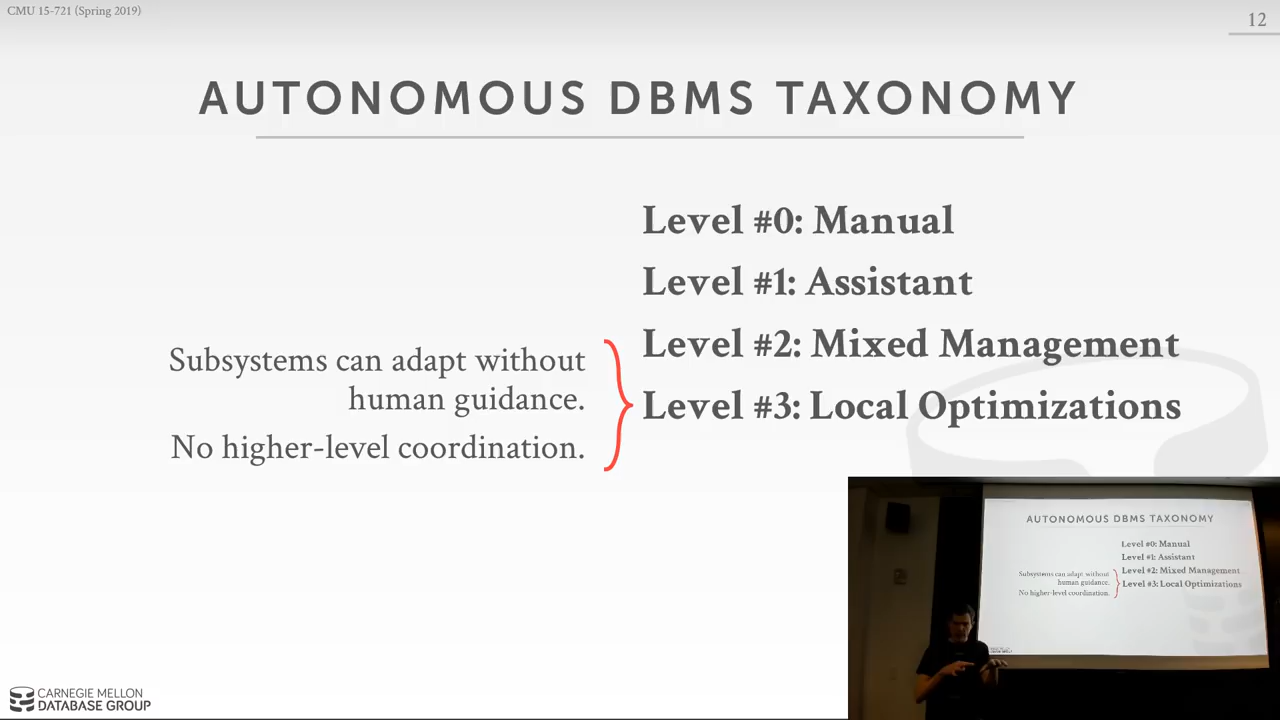 CMU 15-721 (Spring 2019)
12
AUTONOMOUS DBMS TAXONOMY
Level #0: Manual
Level #1: Assistant
Level #2: Mixed Management
Level #3: Local Optimizations
Subsystems can adapt without
human guidance.
No higher-level coordination.
AUTONOMOUS DBMS TAXONOMY
Level #0: Manual
Level #1: Assistant
Level #2: Mixed Management
Level #3: Local Optimizations
Subsystems can adapt without
human guidance.
No higher-level coordination.
CARNEGIE MELLON
DATABASE GROUP